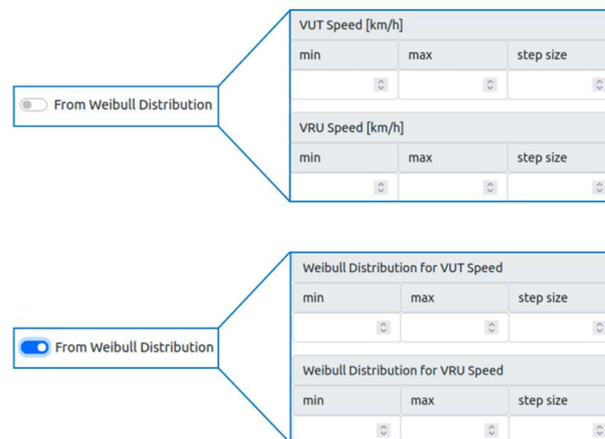 VUT Speed [km/h]
min max step size
From Weibull Distribution
VRU Speed [km/h]
min max step size
Weibull Distribution for VUT Speed
min max step size
From Weibull Distribution
Weibull Distribution for VRU Speed
min max step size